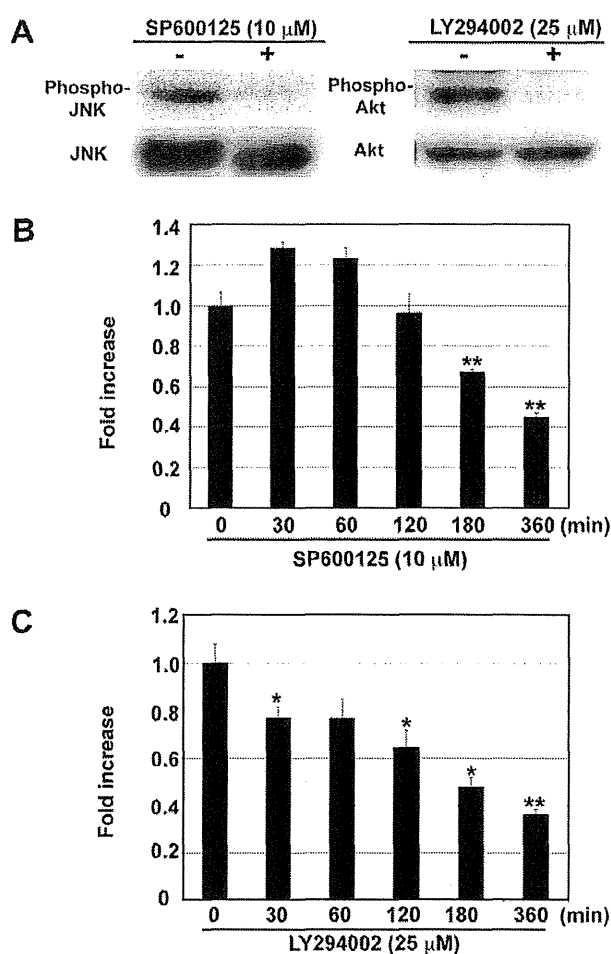 A
SP600125 (10 μM)
- +
Phospho-
JNK
JNK
LY294002 (25 μM)
- +
Phospho-
Akt
Akt
B
Fold increase
1.4
1.2
1.0
0.8
0.6
0.4
0.2
0
** **
0 30 60 120 180 360 (min)
SP600125 (10 μM)
C
Fold increase
1.2
1.0
0.8
0.6
0.4
0.2
0
* * * **
0 30 60 120 180 360 (min)
LY294002 (25 μM)